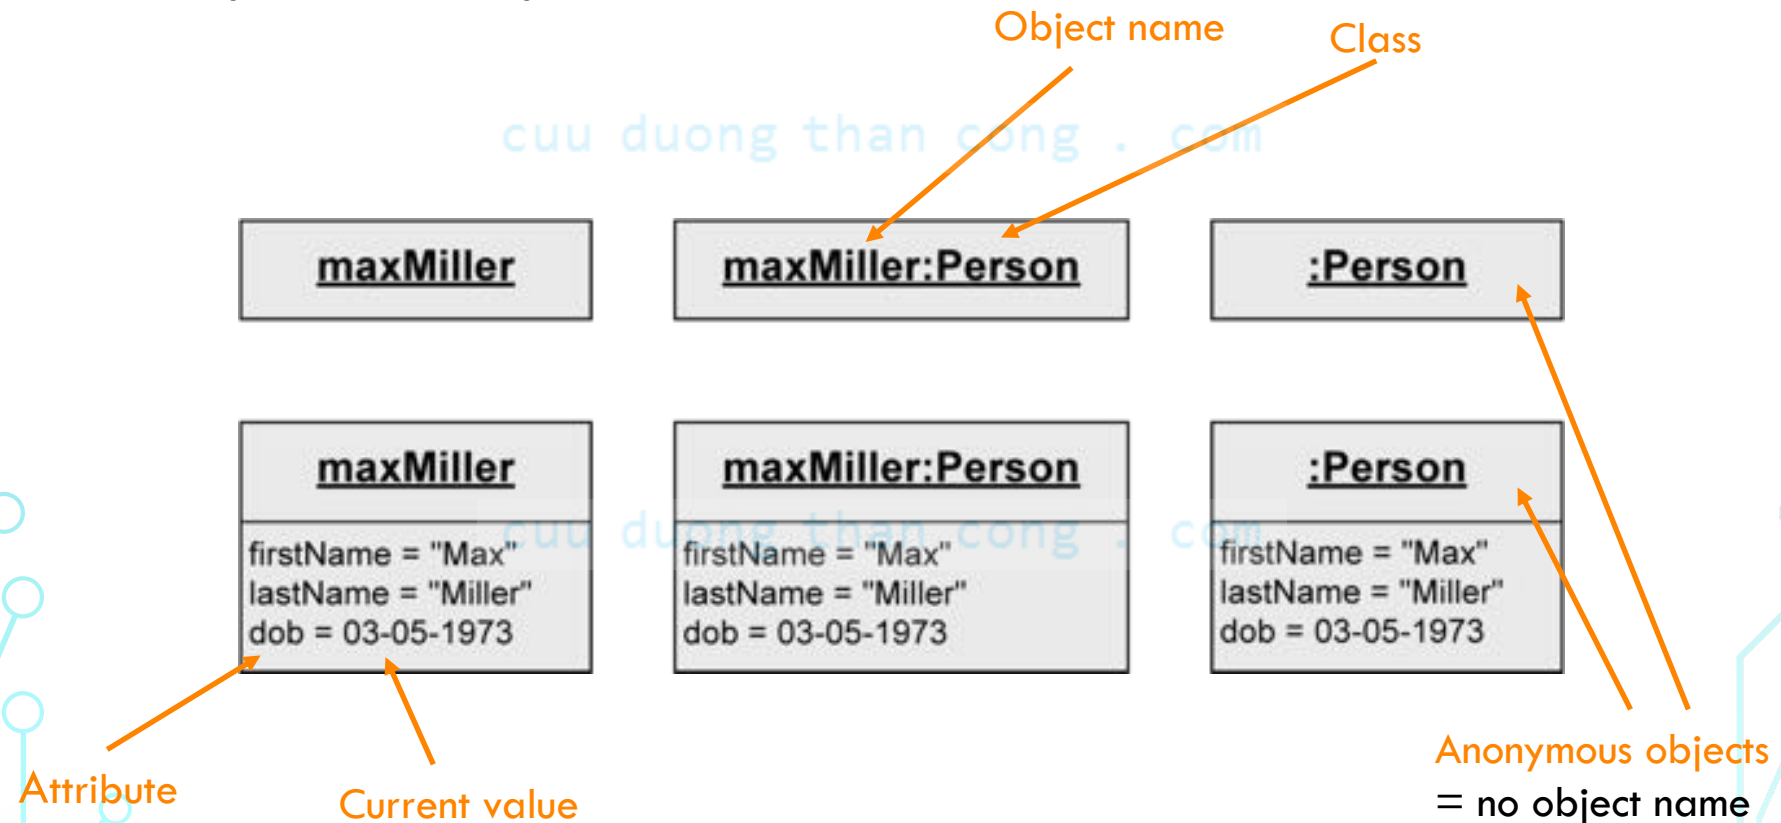 Object name
Class
cuu duong than cong . com
maxMiller
maxMiller:Person
:Person
maxMiller
maxMiller:Person
:Person
cuu duong than cong . com
firstName = "Max"
lastName = "Miller"
dob = 03-05-1973
firstName = "Max"
lastName = "Miller"
dob = 03-05-1973
firstName = "Max"
lastName = "Miller"
dob = 03-05-1973
Attribute
Current value
Anonymous objects
= no object name